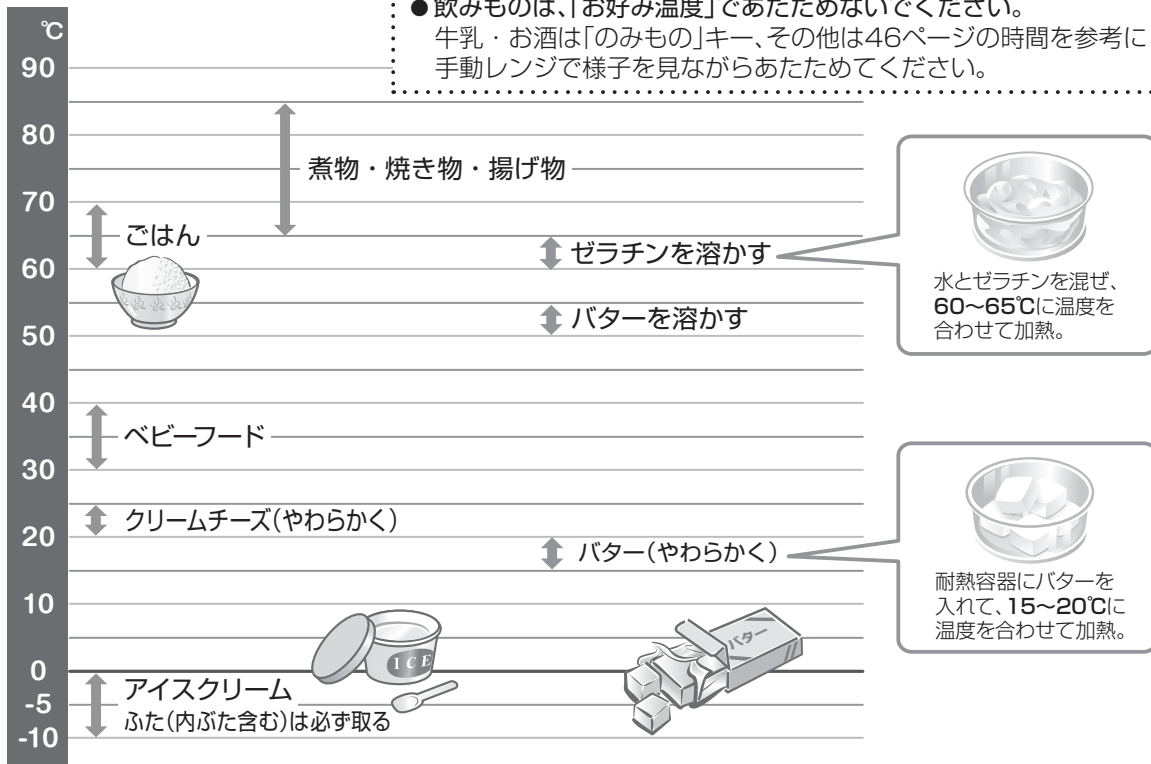 ●飲みものは、「お好み温度」であたためないでください。
牛乳・お酒は「のみもの」キー、その他は46ページの時間を参考に
手動レンジで様子を見ながらあたためてください。
℃
90
80
70
60
50
40
30
20
10
0
-5
-10
煮物・焼き物・揚げ物
ごはん
ゼラチンを溶かす
バターを溶かす
ベビーフード
クリームチーズ(やわらかく)
バター(やわらかく)
アイスクリーム
ふた(内ぶた含む)は必ず取る
ICE
バター
水とゼラチンを混ぜ、
60〜65℃に温度を
合わせて加熱。
耐熱容器にバターを
入れて、15〜20℃に
温度を合わせて加熱。